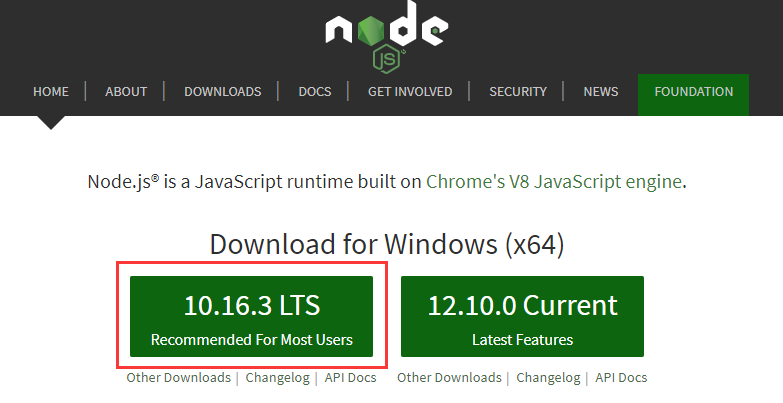 node
JS
HOME | ABOUT | DOWNLOADS | DOCS | GET INVOLVED | SECURITY | NEWS FOUNDATION
Node.js® is a JavaScript runtime built on Chrome's V8 JavaScript engine.
Download for Windows (x64)
10.16.3 LTS
Recommended For Most Users
12.10.0 Current
Latest Features
Other Downloads | Changelog | API Docs
Other Downloads | Changelog | API Docs